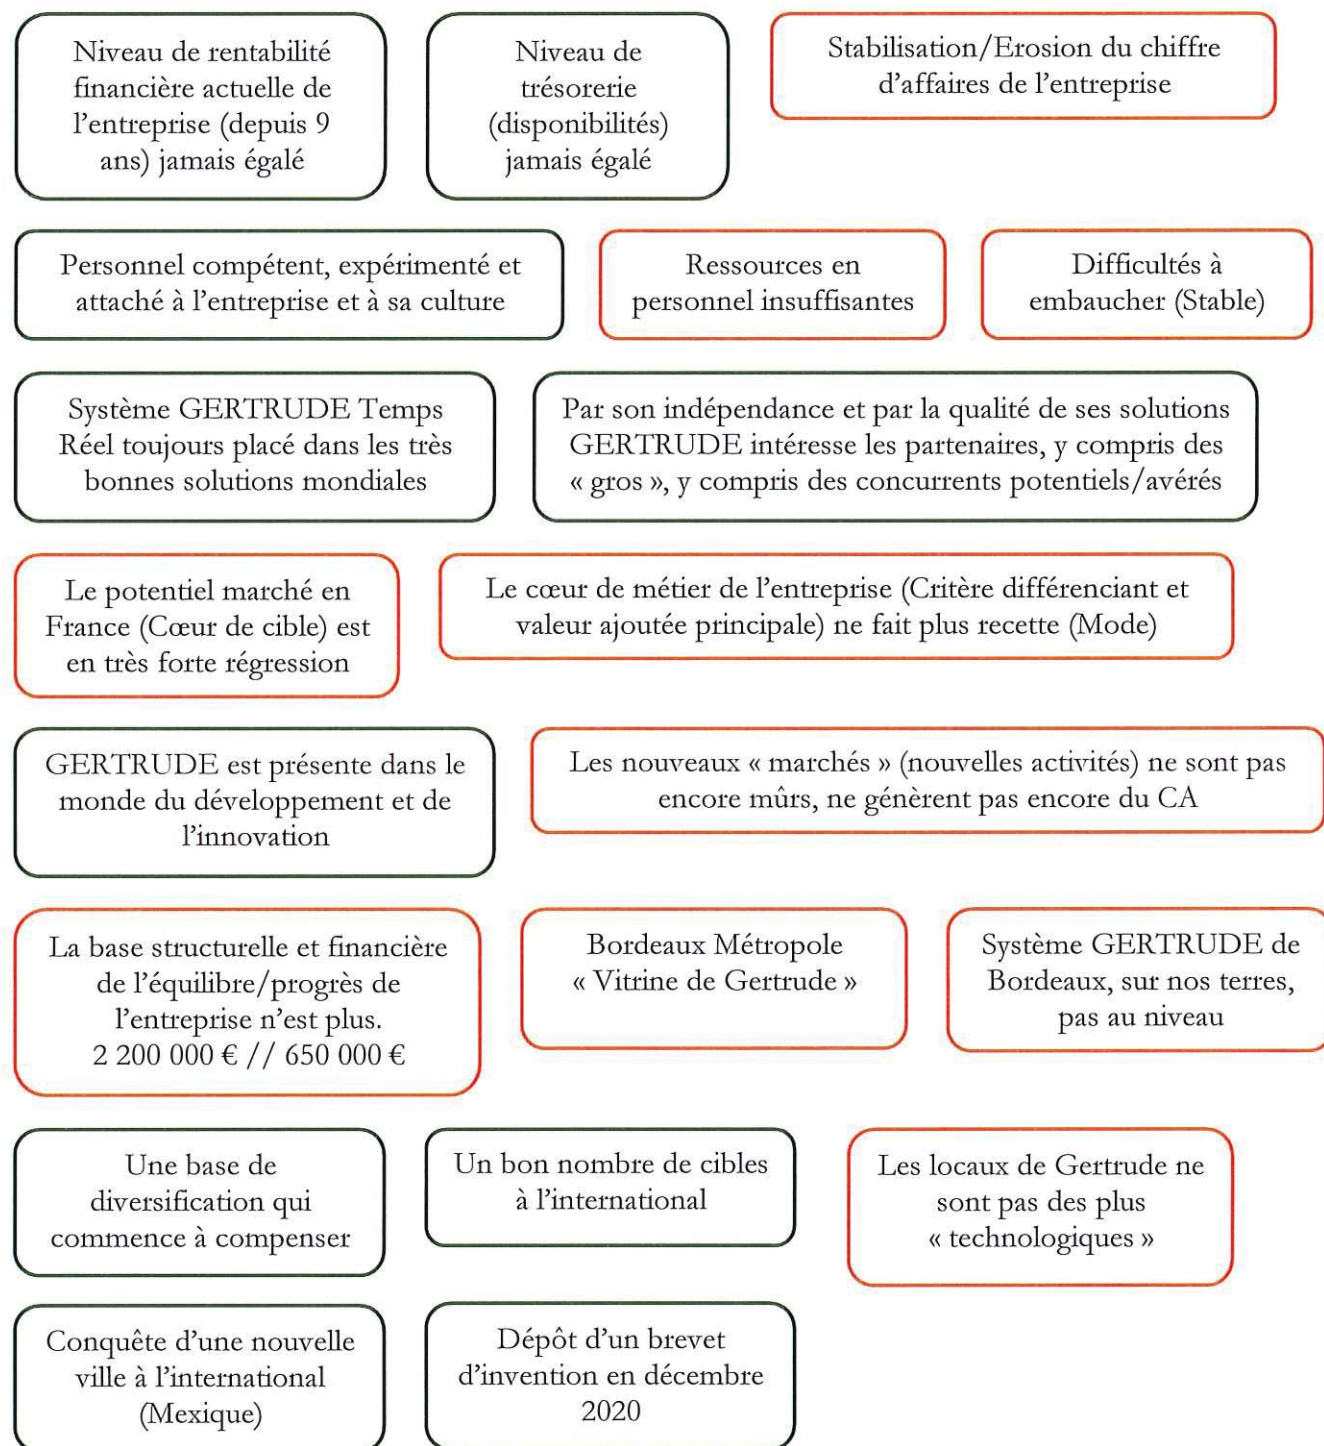 Niveau de rentabilité
financière actuelle de
l'entreprise (depuis 9
ans) jamais égalé
Niveau de
trésorerie
(disponibilités)
jamais égalé
Stabilisation/Erosion du chiffre
d'affaires de l'entreprise
Personnel compétent, expérimenté et
attaché à l'entreprise et à sa culture
Ressources en
personnel insuffisantes
Difficultés à
embaucher (Stable)
Système GERTRUDE Temps
Réel toujours placé dans les très
bonnes solutions mondiales
Par son indépendance et par la qualité de ses solutions
GERTRUDE intéresse les partenaires, y compris des
« gros », y compris des concurrents potentiels/avérés
Le potentiel marché en
France (Cœur de cible) est
en très forte régression
Le cœur de métier de l'entreprise (Critère différenciant et
valeur ajoutée principale) ne fait plus recette (Mode)
GERTRUDE est présente dans le
monde du développement et de
l'innovation
Les nouveaux « marchés » (nouvelles activités) ne sont pas
encore mûrs, ne génèrent pas encore du CA
La base structurelle et financière
de l'équilibre/progrès de
l'entreprise n'est plus.
2 200 000 € // 650 000 €
Bordeaux Métropole
« Vitrine de Gertrude »
Système GERTRUDE de
Bordeaux, sur nos terres,
pas au niveau
Une base de
diversification qui
commence à compenser
Un bon nombre de cibles
à l'international
Les locaux de Gertrude ne
sont pas des plus
« technologiques »
Conquête d'une nouvelle
ville à l'international
(Mexique)
Dépôt d'un brevet
d'invention en décembre
2020